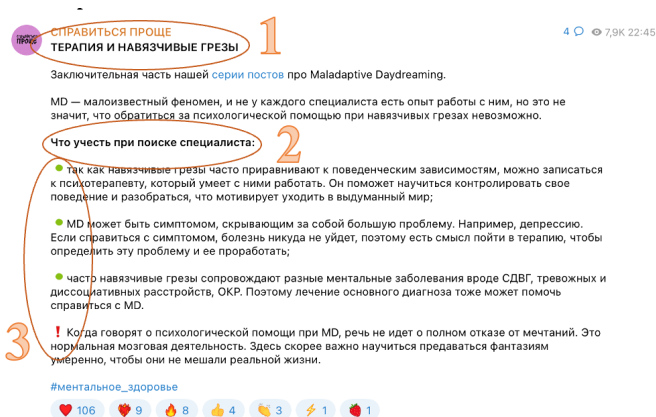 СПРАВИТЬСЯ ПРОЩЕ
4 7,9K 22:45
ТЕРАПИЯ И НАВЯЗЧИВЫЕ ГРЕЗЫ
1
Заключительная часть нашей серии постов про Maladaptive Daydreaming.
MD — малоизвестный феномен, и не у каждого специалиста есть опыт работы с ним, но это не
значит, что обратиться за психологической помощью при навязчивых грезах невозможно.
Что учесть при поиске специалиста:
2
так как навязчивые грезы часто приравнивают к поведенческим зависимостям, можно записаться
к психотерапевту, который умеет с ними работать. Он поможет научиться контролировать свое
поведение и разобраться, что мотивирует уходить в выдуманный мир;
MD может быть симптомом, скрывающим за собой большую проблему. Например, депрессию.
Если справиться с симптомом, болезнь никуда не уйдет, поэтому есть смысл пойти в терапию, чтобы
определить эту проблему и ее проработать;
часто навязчивые грезы сопровождают разные ментальные заболевания вроде СДВГ, тревожных и
диссоциативных расстройств, ОКР. Поэтому лечение основного диагноза тоже может помочь
справиться с MD.
3
❗ Когда говорят о психологической помощи при MD, речь не идет о полном отказе от мечтаний. Это
нормальная мозговая деятельность. Здесь скорее важно научиться предаваться фантазиям
умеренно, чтобы они не мешали реальной жизни.
#ментальное_здоровье
106 9 8 4 3 1 1